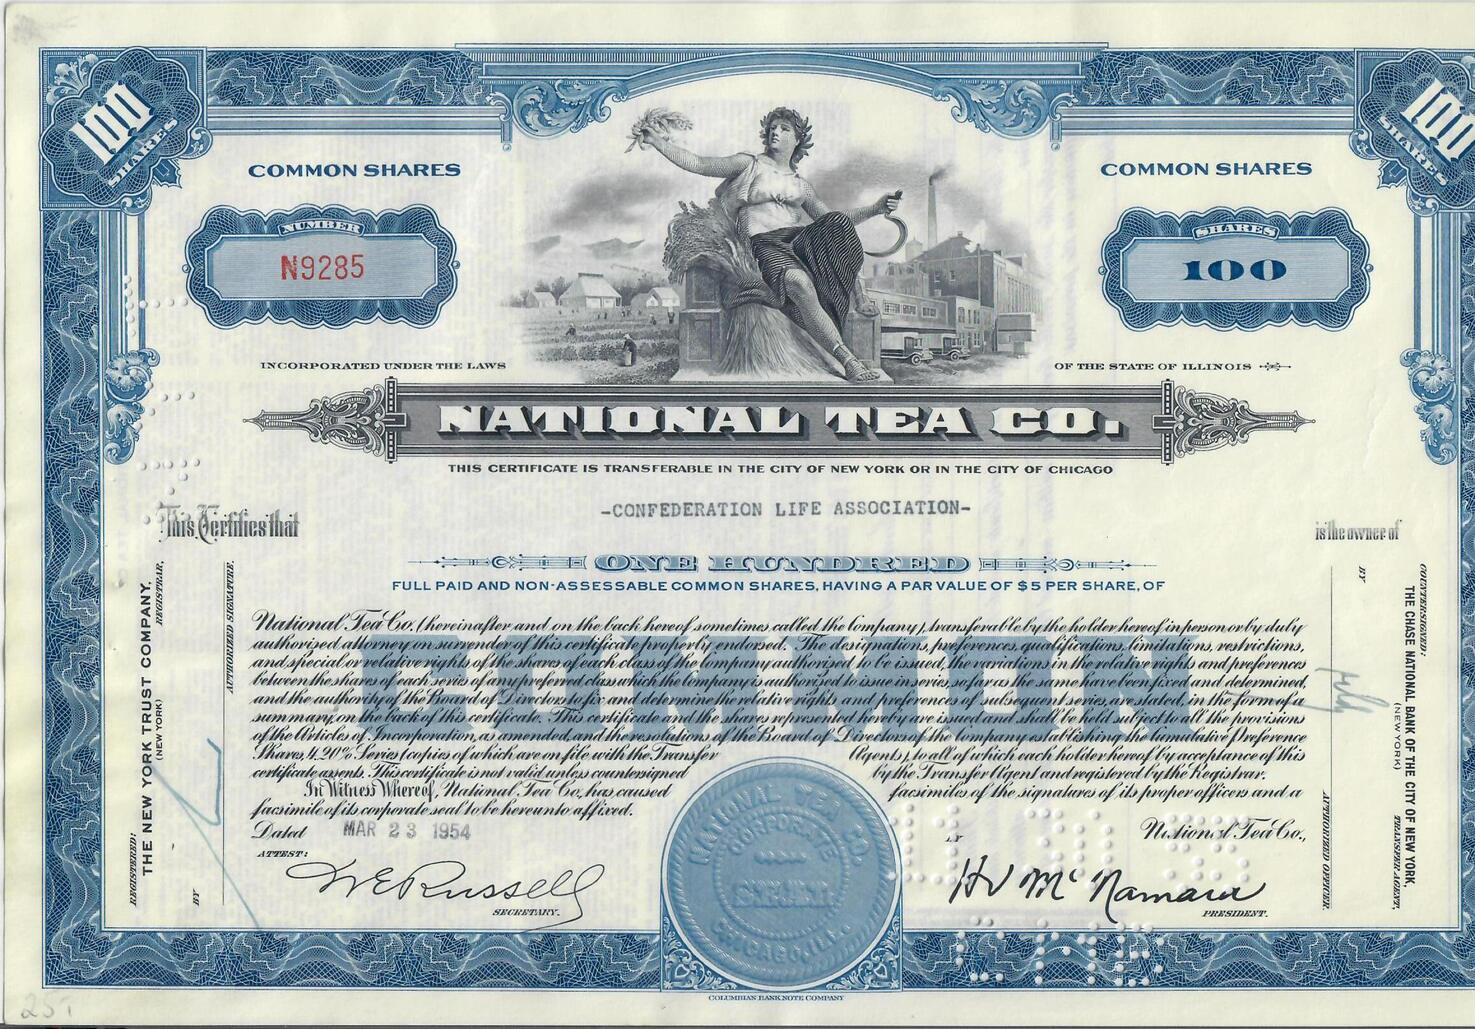 100 SHARES
100 SHARES
COMMON SHARES
COMMON SHARES
NUMBER
N9285
SHARES
100
INCORPORATED UNDER THE LAWS
OF THE STATE OF ILLINOIS
NATIONAL TEA CO.
THIS CERTIFICATE IS TRANSFERABLE IN THE CITY OF NEW YORK OR IN THE CITY OF CHICAGO
-CONFEDERATION LIFE ASSOCIATION-
This Certifies that
is the owner of
ONE HUNDRED
FULL PAID AND NON-ASSESSABLE COMMON SHARES, HAVING A PAR VALUE OF $5 PER SHARE, OF
COMMON
National Tea Co. (hereinafter and on the back hereof sometimes called the Company), transferable by the holder hereof in person or by duly
authorised attorney on surrender of this certificate properly endorsed. The designations, preferences, qualifications, limitations, restrictions,
and special or relative rights of the shares of each class of the Company authorised to be issued, the variations in the relative rights and preferences
between the shares of each series of any preferred class which the Company is authorised to issue in series, so far as the same have been fixed and determined,
and the authority of the Board of Directors to fix and determine the relative rights and preferences of subsequent series, are stated, in the form of a
summary, on the back of this certificate. This certificate and the shares represented hereby are issued and shall be held subject to all the provisions
of the Articles of Incorporation, as amended, and the resolutions of the Board of Directors of the Company establishing the Cumulative Preference
Shares, 4.20% Series (copies of which are on file with the Transfer Agents), to all of which each holder hereof by acceptance of this
certificate assents. This certificate is not valid unless countersigned by the Transfer Agent and registered by the Registrar.
In Witness Whereof, National Tea Co. has caused facsimiles of the signatures of its proper officers and a
facsimile of its corporate seal to be hereunto affixed.
Dated MAR 23 1954
National Tea Co.,
BY
ATTEST:
W E Russell
SECRETARY.
H V McNamara
PRESIDENT.
NATIONAL TEA CO.
INCORPORATED
SEAL
CHICAGO, ILL.
REGISTERED:
THE NEW YORK TRUST COMPANY,
(NEW YORK)
REGISTRAR,
BY
AUTHORIZED SIGNATURE.
COUNTERSIGNED:
THE CHASE NATIONAL BANK OF THE CITY OF NEW YORK,
(NEW YORK)
TRANSFER AGENT,
BY
AUTHORIZED OFFICER.
COLUMBIAN BANK NOTE COMPANY